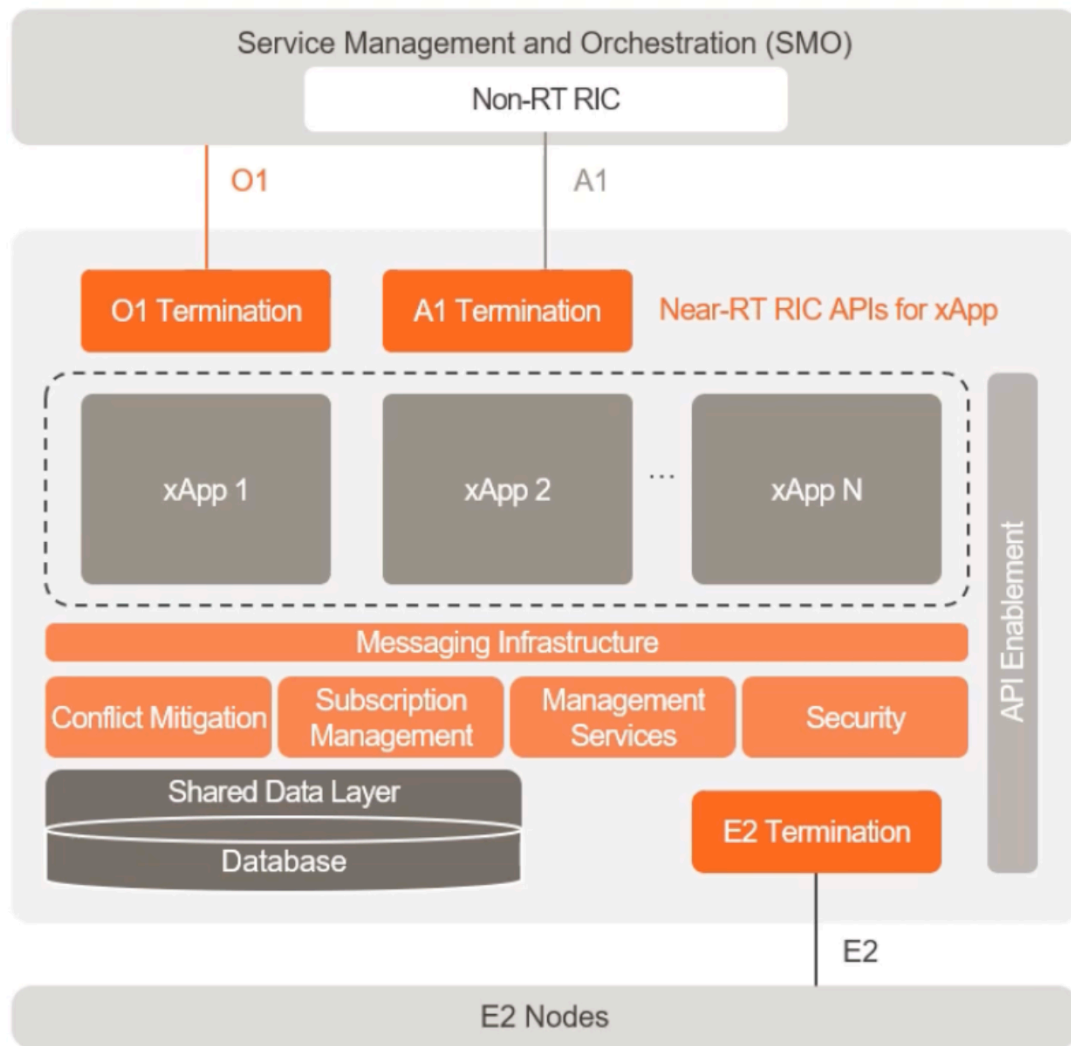 Service Management and Orchestration (SMO)
Non-RT RIC
O1
A1
O1 Termination
A1 Termination
Near-RT RIC APIs for xApp
xApp 1
xApp 2
...
xApp N
API Enablement
Messaging Infrastructure
Conflict Mitigation
Subscription
Management
Management
Services
Security
Shared Data Layer
Database
E2 Termination
E2
E2 Nodes